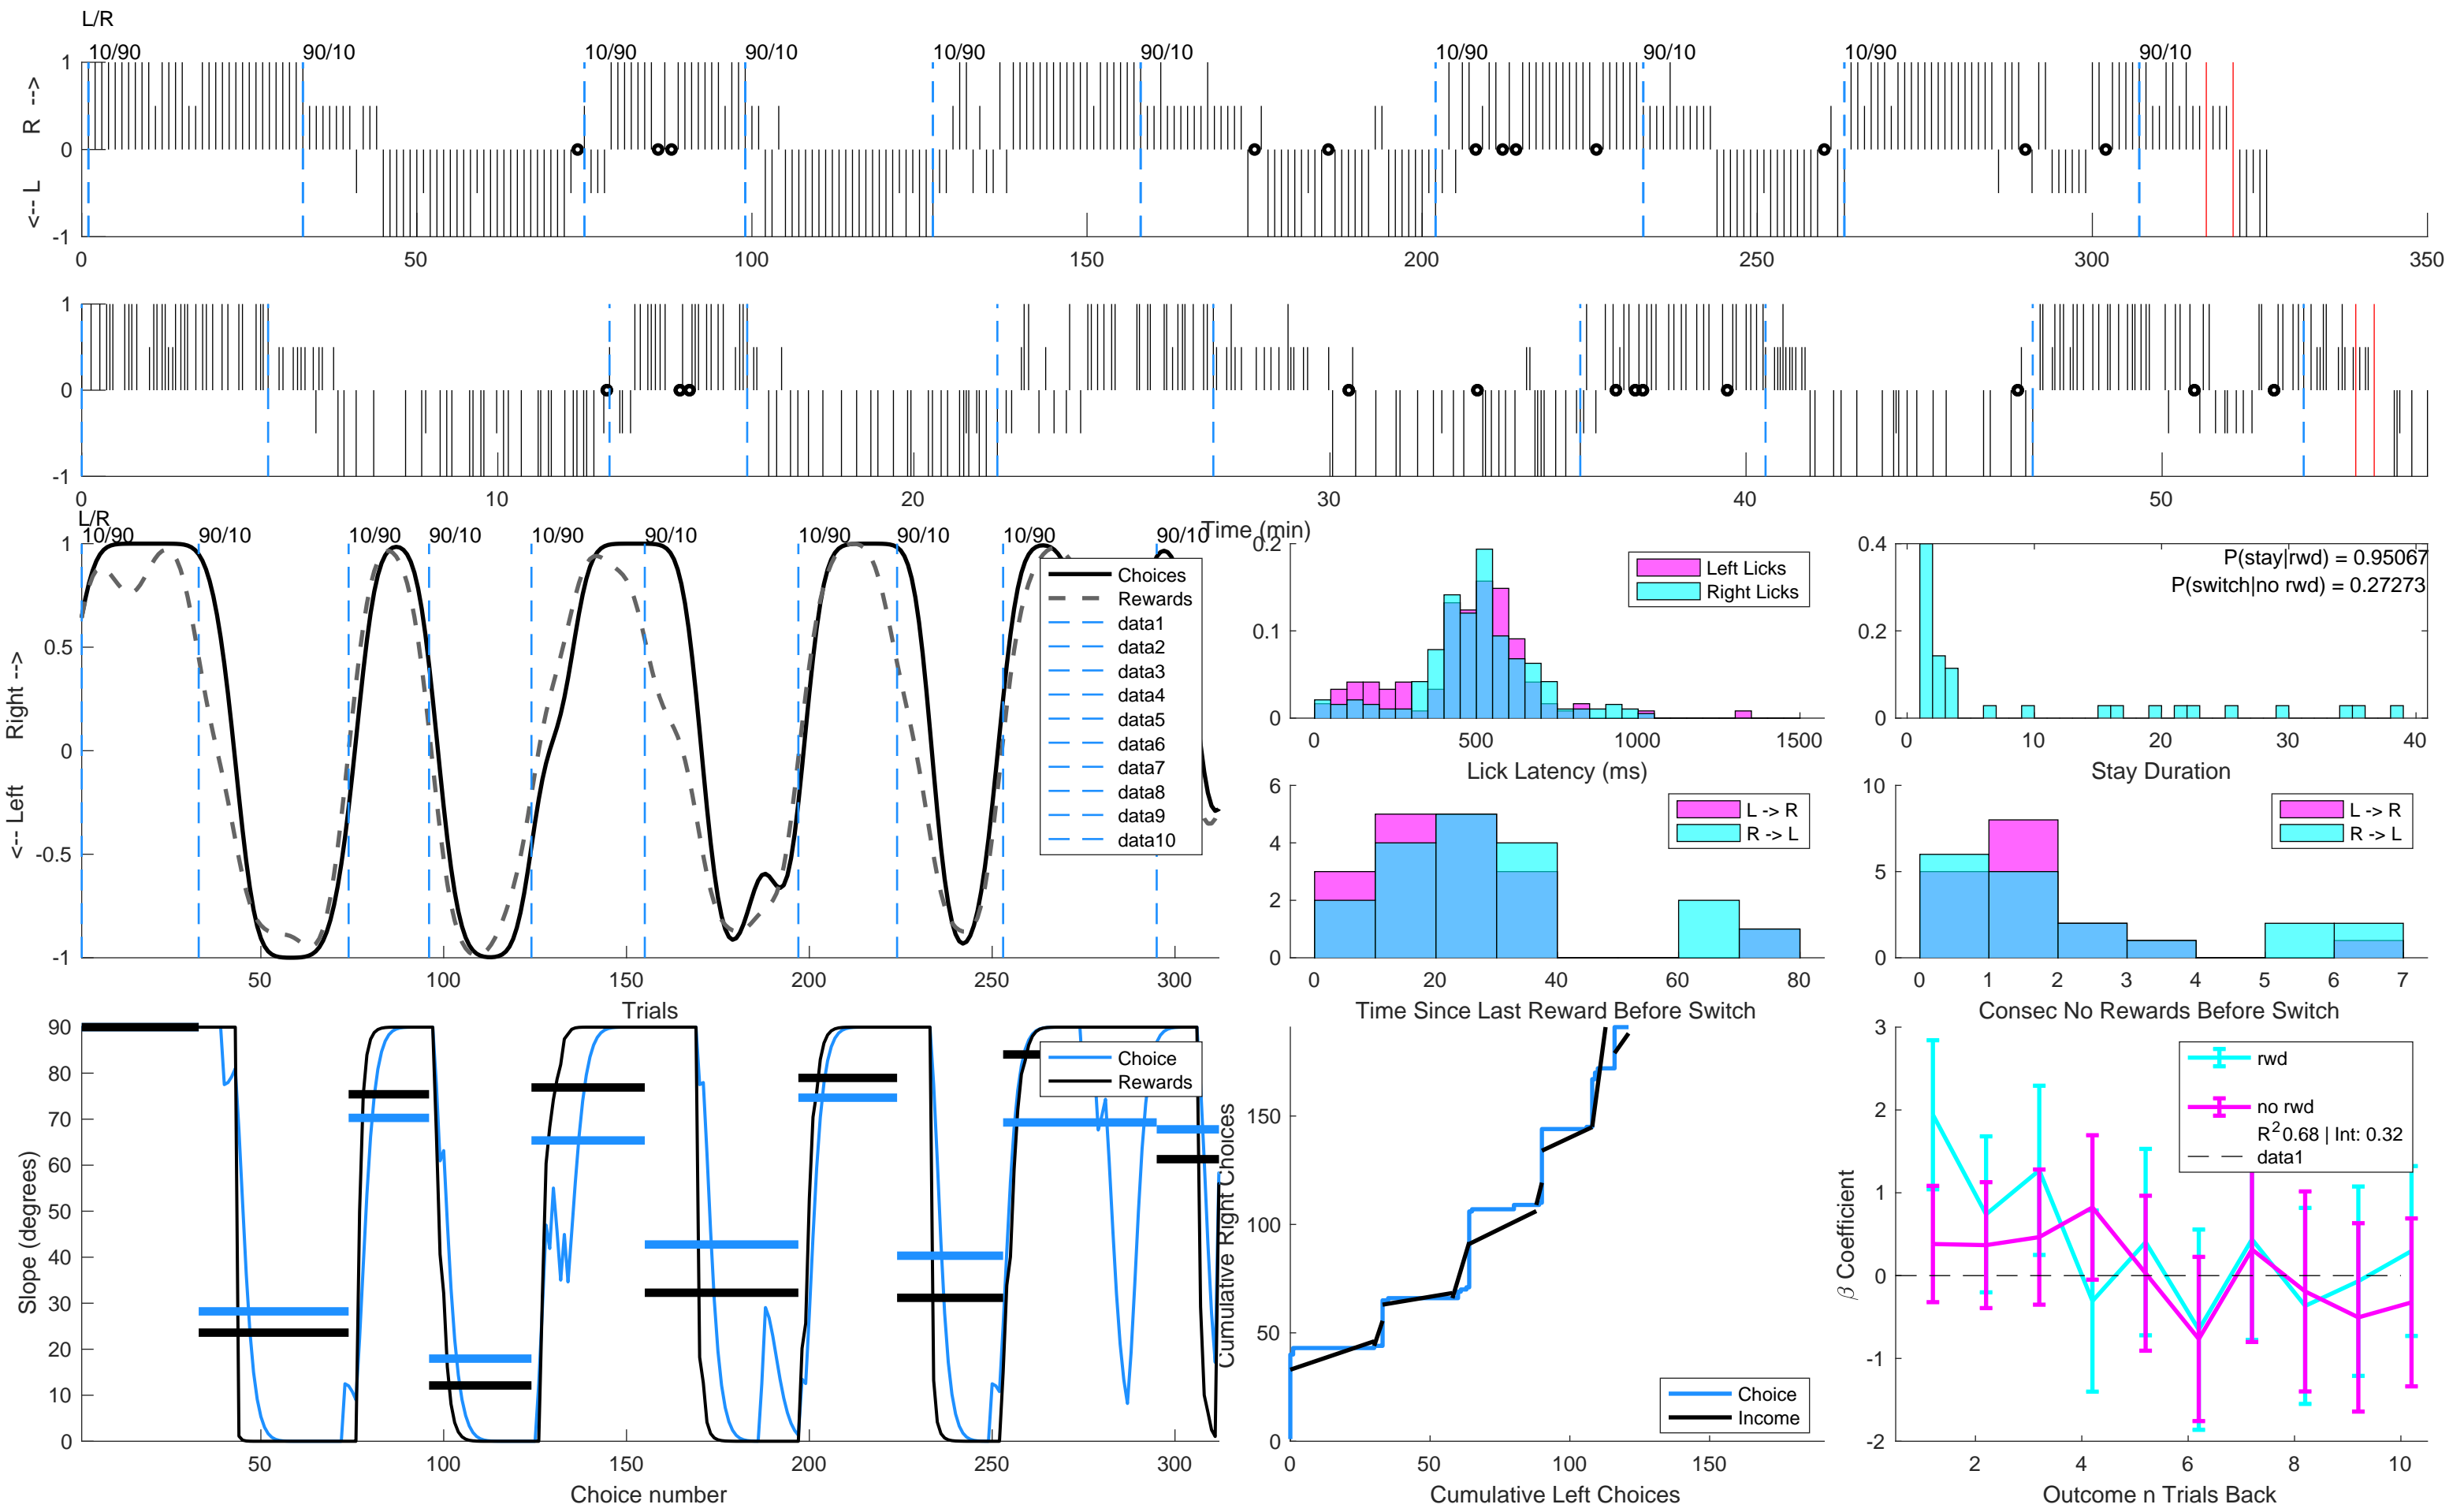 L/R
10/90 90/10 10/90 90/10 10/90 90/10 10/90 90/10 10/90 90/10
1
0
-1
<-- L R -->
0 50 100 150 200 250 300 350
1
0
-1
0 10 20 30 40 50
Time (min)
L/R
10/90 90/10 10/90 90/10 10/90 90/10 10/90 90/10 10/90 90/10
1
0.5
0
-0.5
-1
<-- Left Right -->
50 100 150 200 250 300
Trials
Choices
Rewards
data1
data2
data3
data4
data5
data6
data7
data8
data9
data10
0.2
0.1
0
Left Licks
Right Licks
0 500 1000 1500
Lick Latency (ms)
0.4
0.2
0
P(stay|rwd) = 0.95067
P(switch|no rwd) = 0.27273
0 10 20 30 40
Stay Duration
6
4
2
0
L -> R
R -> L
0 20 40 60 80
Time Since Last Reward Before Switch
10
5
0
L -> R
R -> L
0 1 2 3 4 5 6 7
Consec No Rewards Before Switch
90
80
70
60
50
40
30
20
10
0
Slope (degrees)
Choice
Rewards
50 100 150 200 250 300
Choice number
150
100
50
0
Cumulative Right Choices
Choice
Income
0 50 100 150
Cumulative Left Choices
3
2
1
0
-1
-2
β Coefficient
rwd
no rwd
R² 0.68 | Int: 0.32
data1
2 4 6 8 10
Outcome n Trials Back